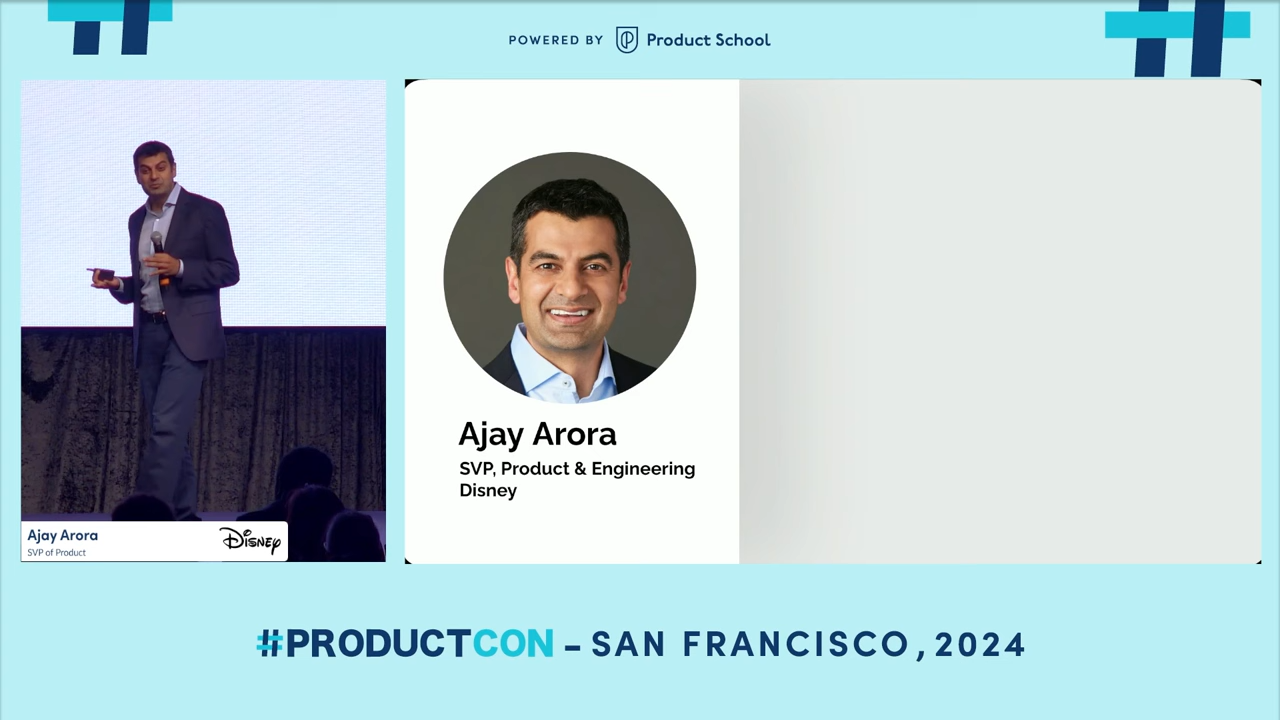 POWERED BY Product School
Ajay Arora
SVP, Product & Engineering
Disney
Ajay Arora
SVP of Product
Disney
#PRODUCTCON – SAN FRANCISCO, 2024